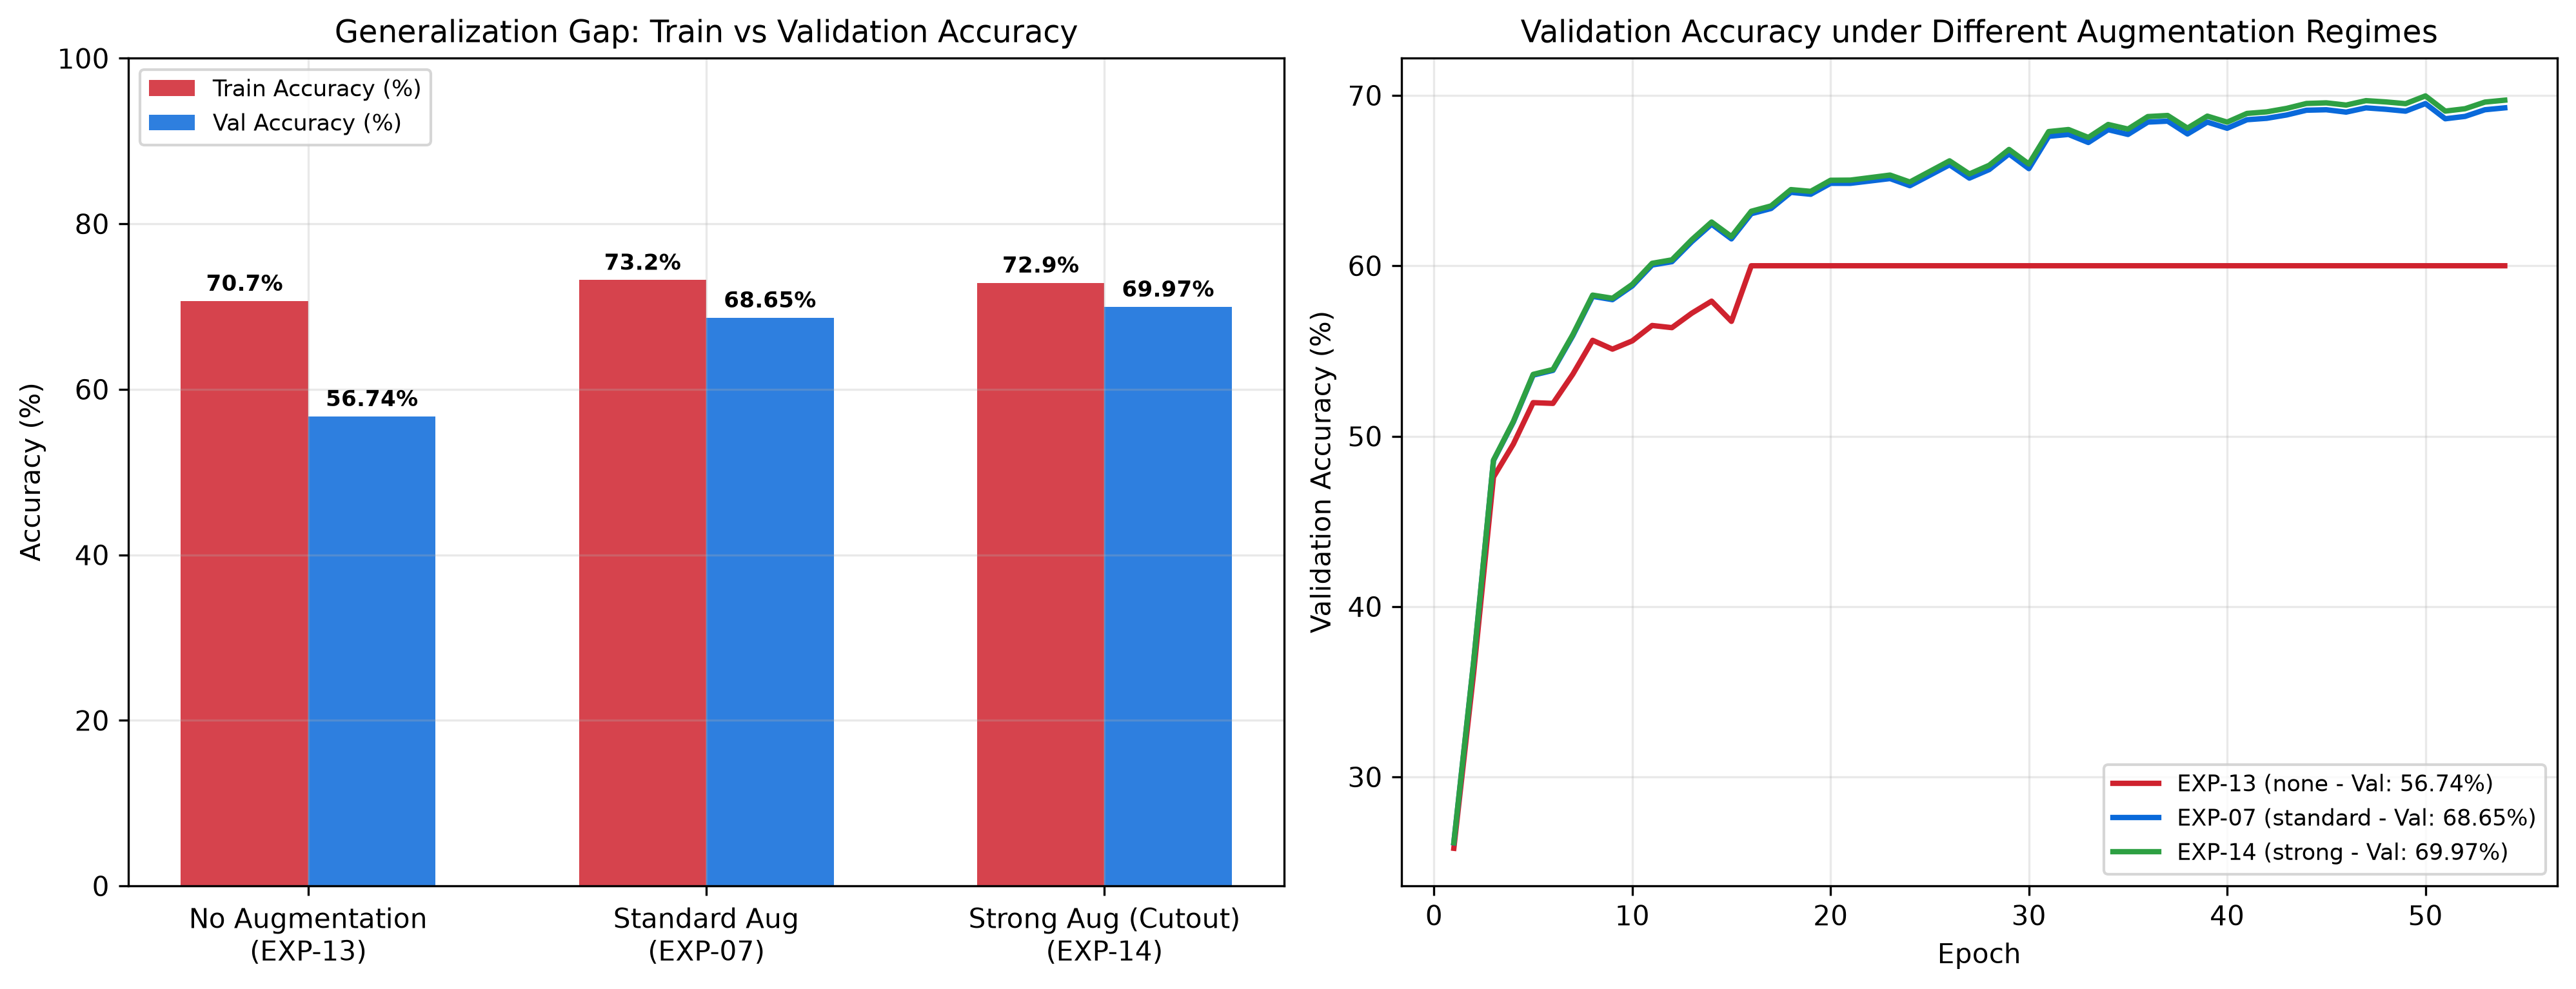 Generalization Gap: Train vs Validation Accuracy
100
80
60
40
20
0
Accuracy (%)
Train Accuracy (%)
Val Accuracy (%)
70.7%
56.74%
73.2%
68.65%
72.9%
69.97%
No Augmentation
(EXP-13)
Standard Aug
(EXP-07)
Strong Aug (Cutout)
(EXP-14)
Validation Accuracy under Different Augmentation Regimes
70
60
50
40
30
Validation Accuracy (%)
EXP-13 (none - Val: 56.74%)
EXP-07 (standard - Val: 68.65%)
EXP-14 (strong - Val: 69.97%)
0
10
20
30
40
50
Epoch